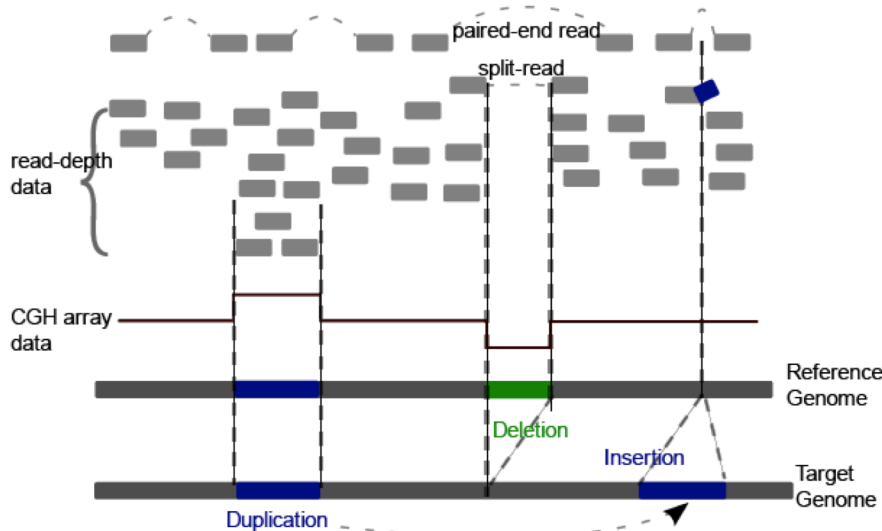 paired-end read
split-read
read-depth
data
CGH array
data
Reference
Genome
Deletion
Insertion
Target
Genome
Duplication